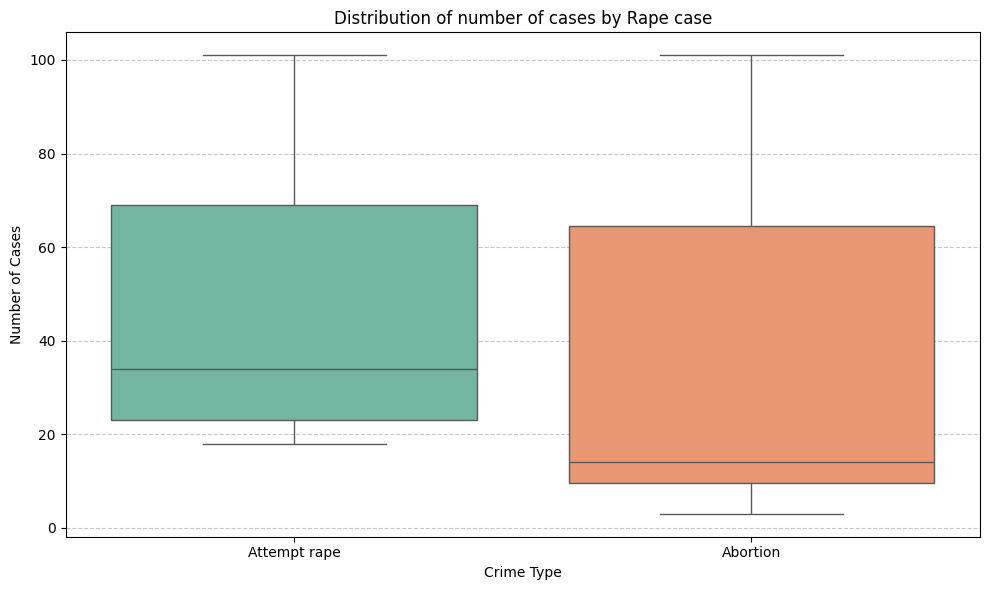 Distribution of number of cases by Rape case
Number of Cases
100
80
60
40
20
0
Attempt rape
Abortion
Crime Type